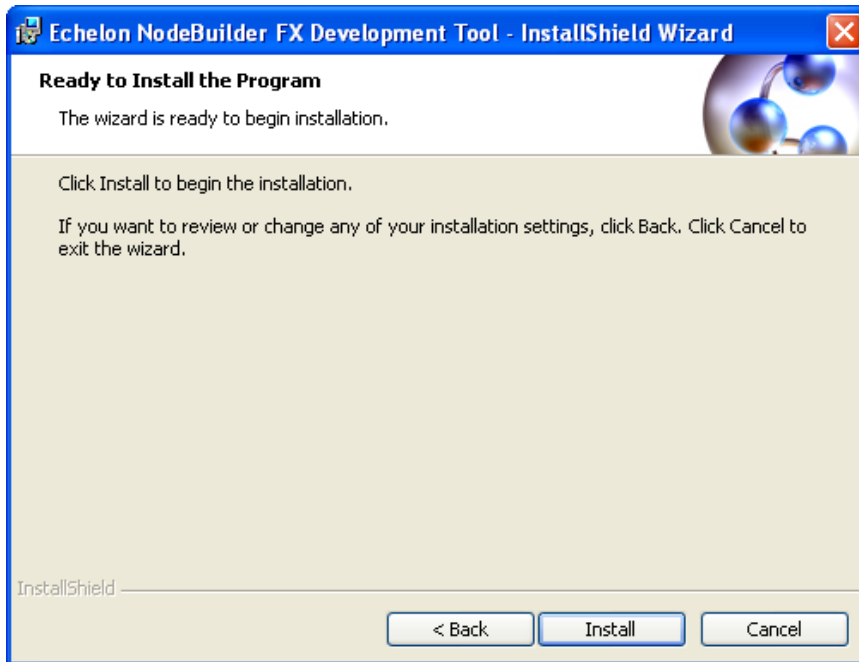 Echelon NodeBuilder FX Development Tool - InstallShield Wizard
Ready to Install the Program
The wizard is ready to begin installation.
Click Install to begin the installation.
If you want to review or change any of your installation settings, click Back. Click Cancel to
exit the wizard.
InstallShield
< Back
Install
Cancel